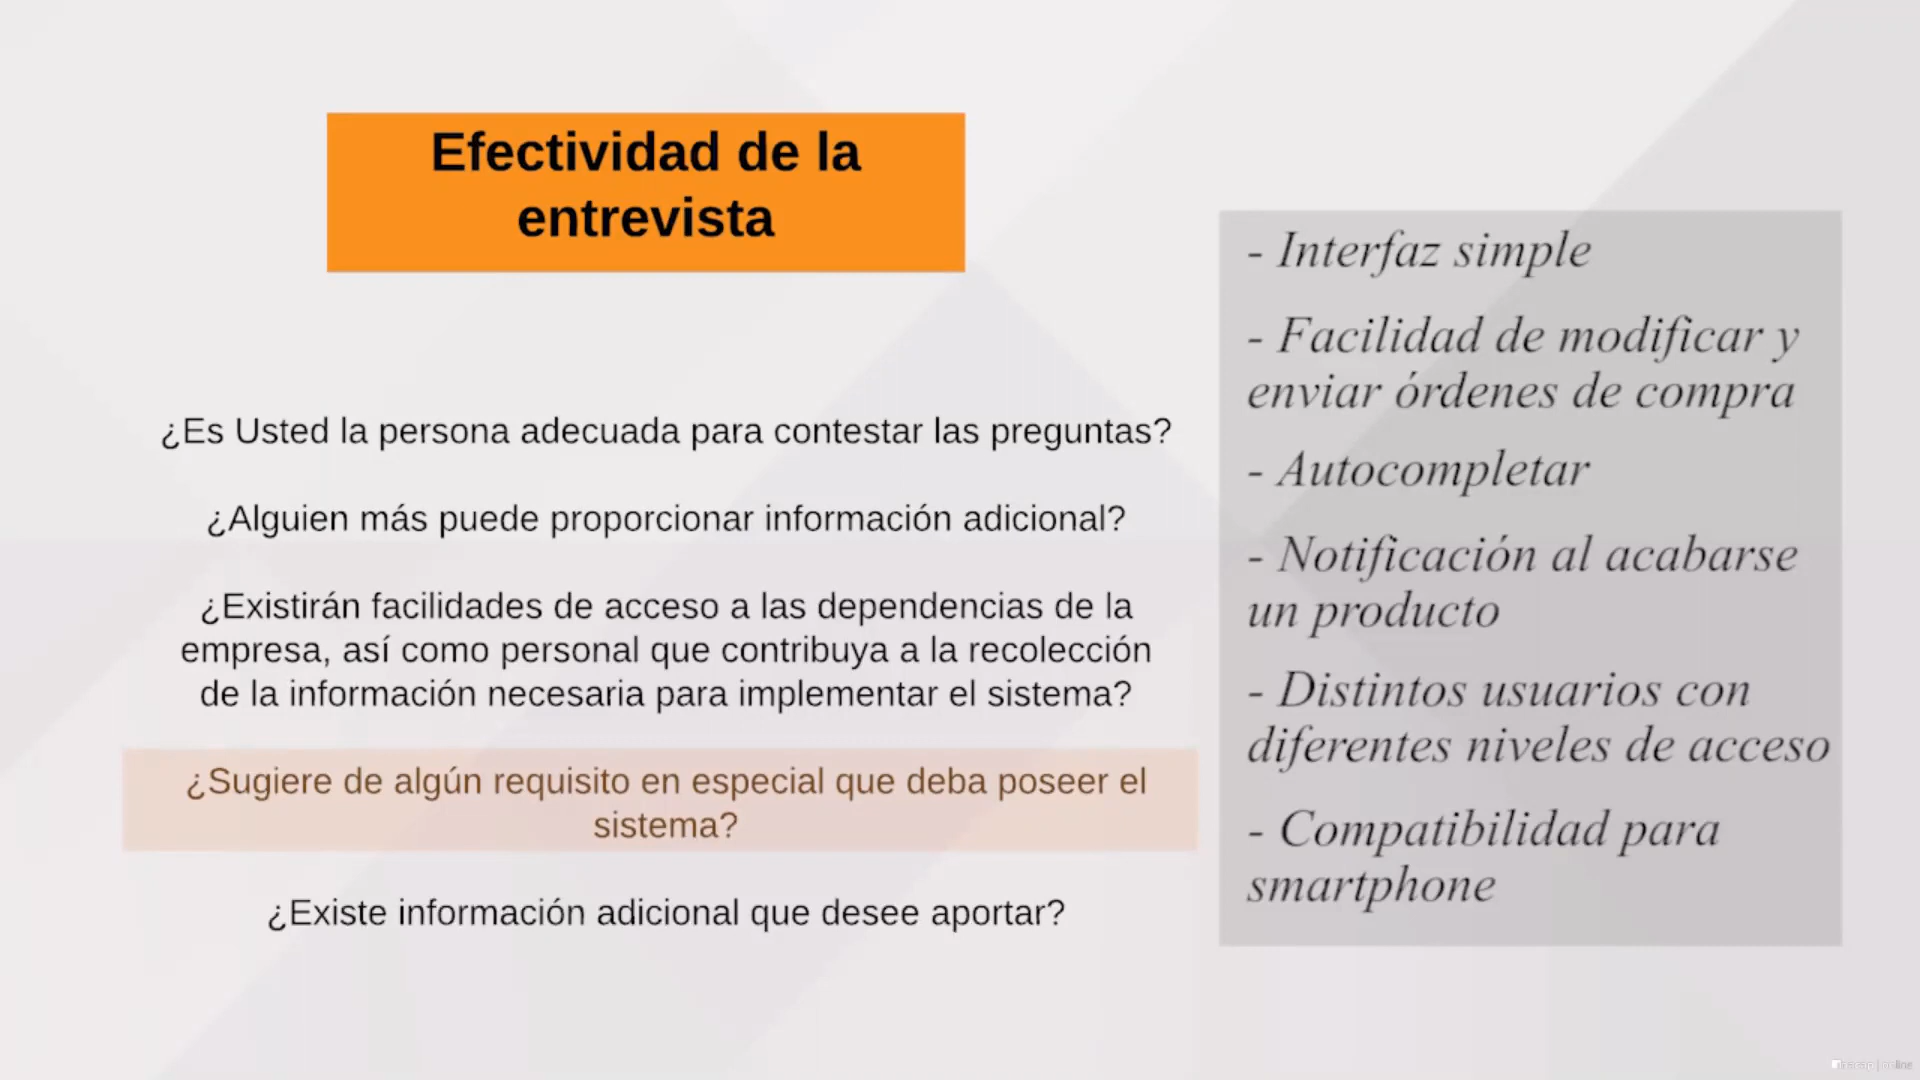 Efectividad de la
entrevista
¿Es Usted la persona adecuada para contestar las preguntas?
¿Alguien más puede proporcionar información adicional?
¿Existirán facilidades de acceso a las dependencias de la
empresa, así como personal que contribuya a la recolección
de la información necesaria para implementar el sistema?
¿Sugiere de algún requisito en especial que deba poseer el
sistema?
¿Existe información adicional que desee aportar?
- Interfaz simple
- Facilidad de modificar y
enviar órdenes de compra
- Autocompletar
- Notificación al acabarse
un producto
- Distintos usuarios con
diferentes niveles de acceso
- Compatibilidad para
smartphone